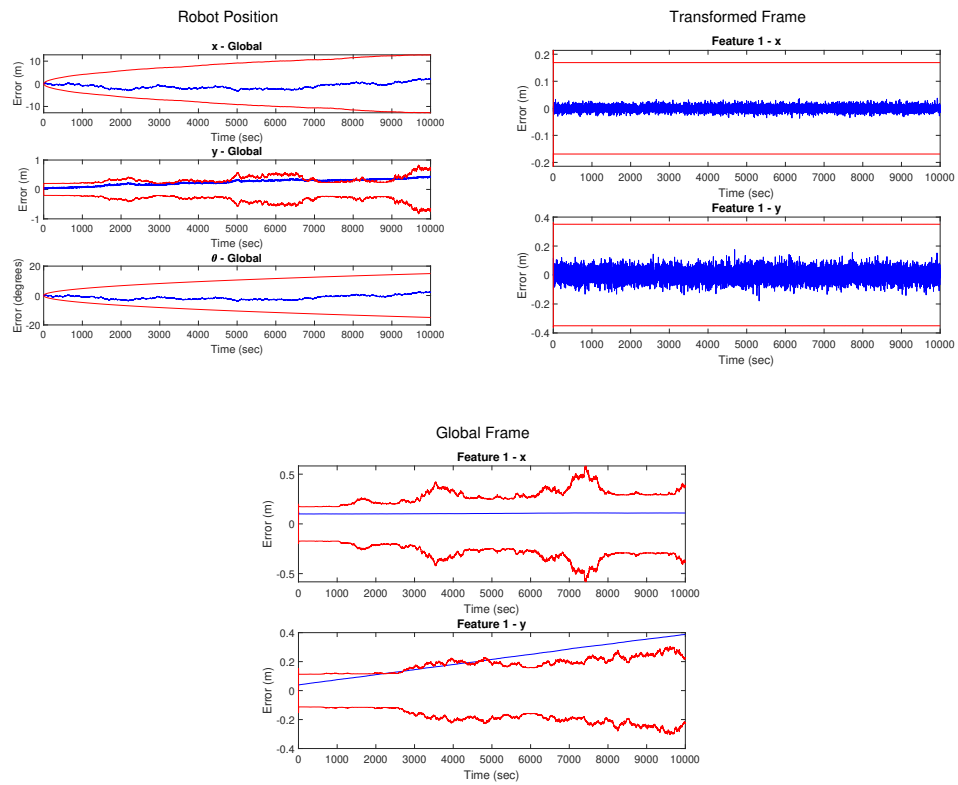 Robot Position
x - Global
Error (m)
10
0
-10
0 1000 2000 3000 4000 5000 6000 7000 8000 9000 10000
Time (sec)
y - Global
Error (m)
1
0
-1
0 1000 2000 3000 4000 5000 6000 7000 8000 9000 10000
Time (sec)
θ - Global
Error (degrees)
20
0
-20
0 1000 2000 3000 4000 5000 6000 7000 8000 9000 10000
Time (sec)
Transformed Frame
Feature 1 - x
Error (m)
0.2
0.1
0
-0.1
-0.2
0 1000 2000 3000 4000 5000 6000 7000 8000 9000 10000
Time (sec)
Feature 1 - y
Error (m)
0.4
0.2
0
-0.2
-0.4
0 1000 2000 3000 4000 5000 6000 7000 8000 9000 10000
Time (sec)
Global Frame
Feature 1 - x
Error (m)
0.5
0
-0.5
0 1000 2000 3000 4000 5000 6000 7000 8000 9000 10000
Time (sec)
Feature 1 - y
Error (m)
0.4
0.2
0
-0.2
-0.4
0 1000 2000 3000 4000 5000 6000 7000 8000 9000 10000
Time (sec)